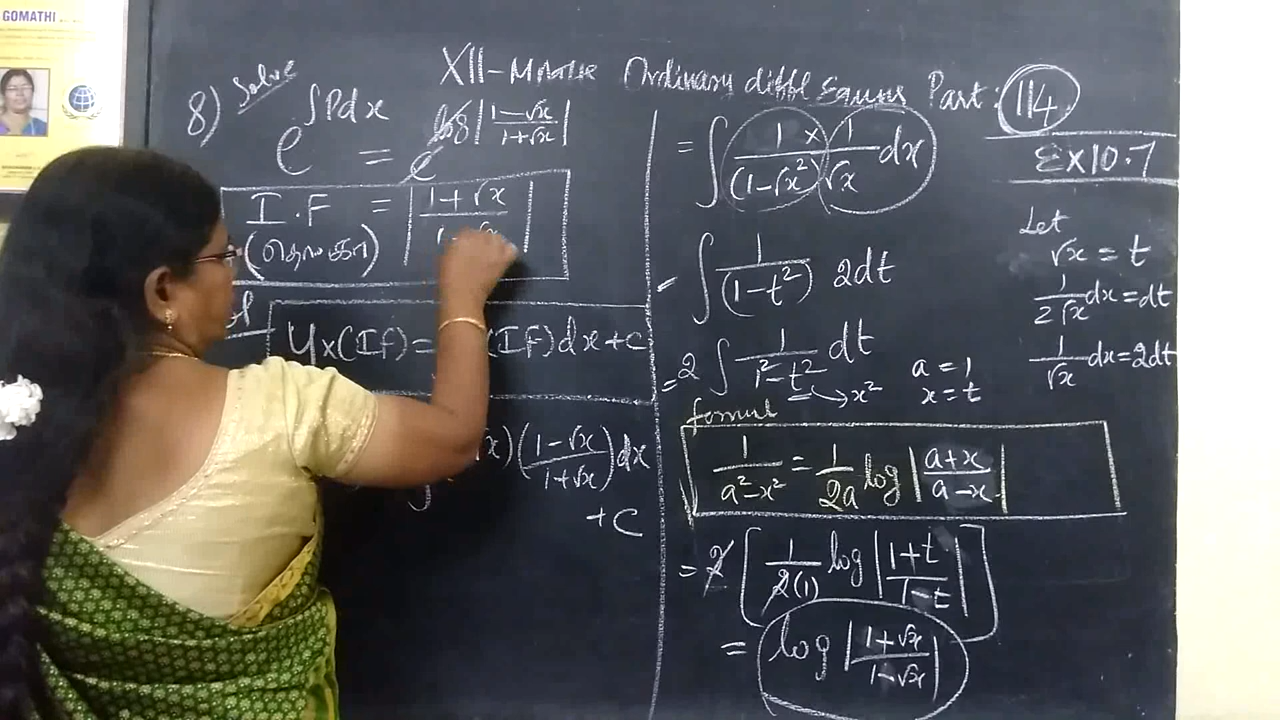 GOMATHI
XII - Maths Ordinary diffl Equns Part : 114
Ex 10.7
8) Solve
e^∫Pdx = e^log|(1-√x)/(1+√x)|
I.F = |(1+√x)/(1-√x)|
y×(IF) = (IF)dx+c
√x)((1-√x)/(1+√x))dx
+c
= ∫ 1/(1-√x²) × 1/√x dx
∫ 1/(1-t²) 2dt
= 2 ∫ 1/(1²-t²) dt
→x²
a = 1
x = t
Let
√x = t
1/(2√x) dx = dt
1/√x dx = 2dt
1/(a²-x²) = 1/2a log |(a+x)/(a-x)|
= 2 [1/2(1) log |(1+t)/(1-t)|]
= log |(1+√x)/(1-√x)|